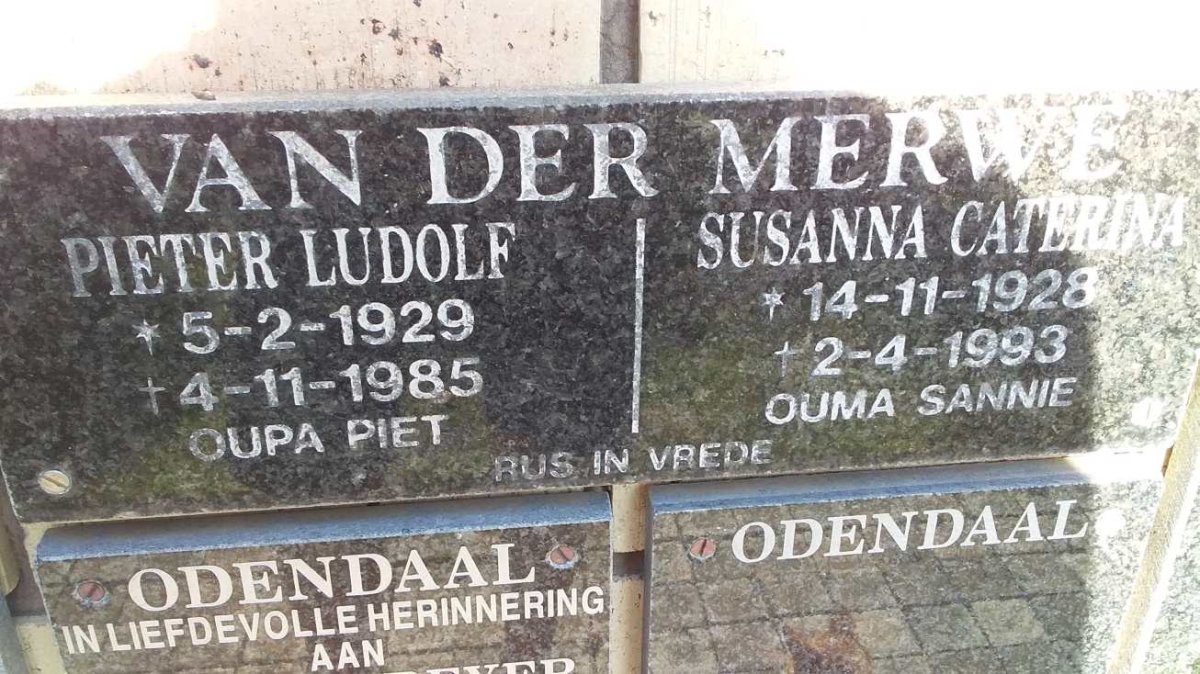 VAN DER MERWE
PIETER LUDOLF
* 5-2-1929
† 4-11-1985
OUPA PIET
SUSANNA CATERINA
* 14-11-1928
† 2-4-1993
OUMA SANNIE
RUS IN VREDE
ODENDAAL
IN LIEFDEVOLLE HERINNERING
AAN
ODENDAAL